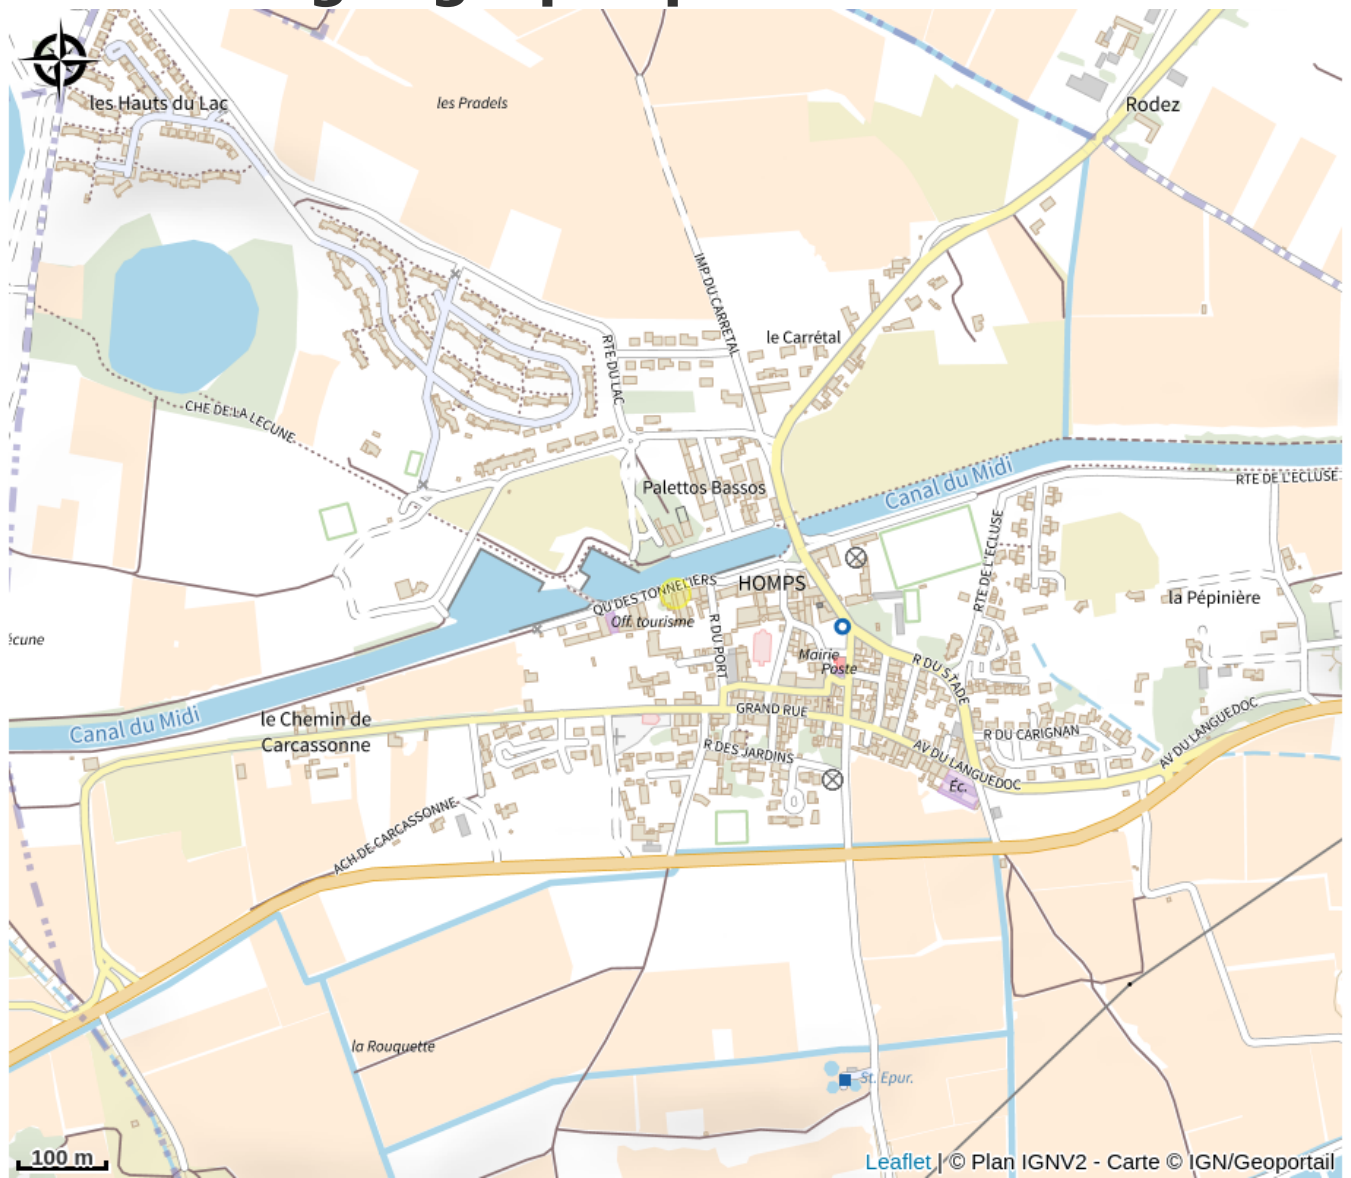 les Hauts du Lac
les Pradels
Rodez
IMP DU CARRETAL
le Carrétal
RTE DU LAC
CHE DE LA LECUNE
Palettos Bassos
Canal du Midi
RTE DE L'ECLUSE
RTE DE L'ECLUSE
QU DES TONNELIERS
HOMPS
la Pépinière
Off. tourisme
R DU PORT
écune
Mairie
Poste
R DU STADE
Canal du Midi
le Chemin de
Carcassonne
GRAND RUE
R DES JARDINS
R DU CARIGNAN
AV DU LANGUEDOC
AV DU LANGUEDOC
Éc.
ACH-DE-CARCASSONNE
la Rouquette
St. Epur.
100 m
Leaflet | © Plan IGNV2 - Carte © IGN/Geoportail